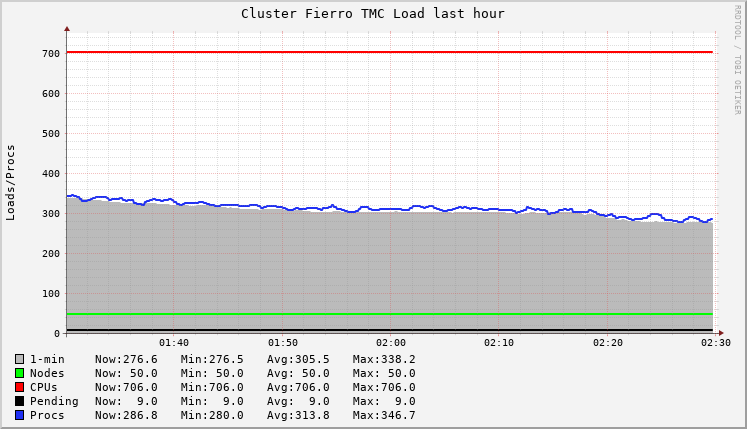 Cluster Fierro TMC Load last hour
RRDTOOL / TOBI OETIKER
Loads/Procs
700
600
500
400
300
200
100
0
01:40 01:50 02:00 02:10 02:20 02:30
1-min Now:276.6 Min:276.5 Avg:305.5 Max:338.2
Nodes Now: 50.0 Min: 50.0 Avg: 50.0 Max: 50.0
CPUs Now:706.0 Min:706.0 Avg:706.0 Max:706.0
Pending Now: 9.0 Min: 9.0 Avg: 9.0 Max: 9.0
Procs Now:286.8 Min:280.0 Avg:313.8 Max:346.7